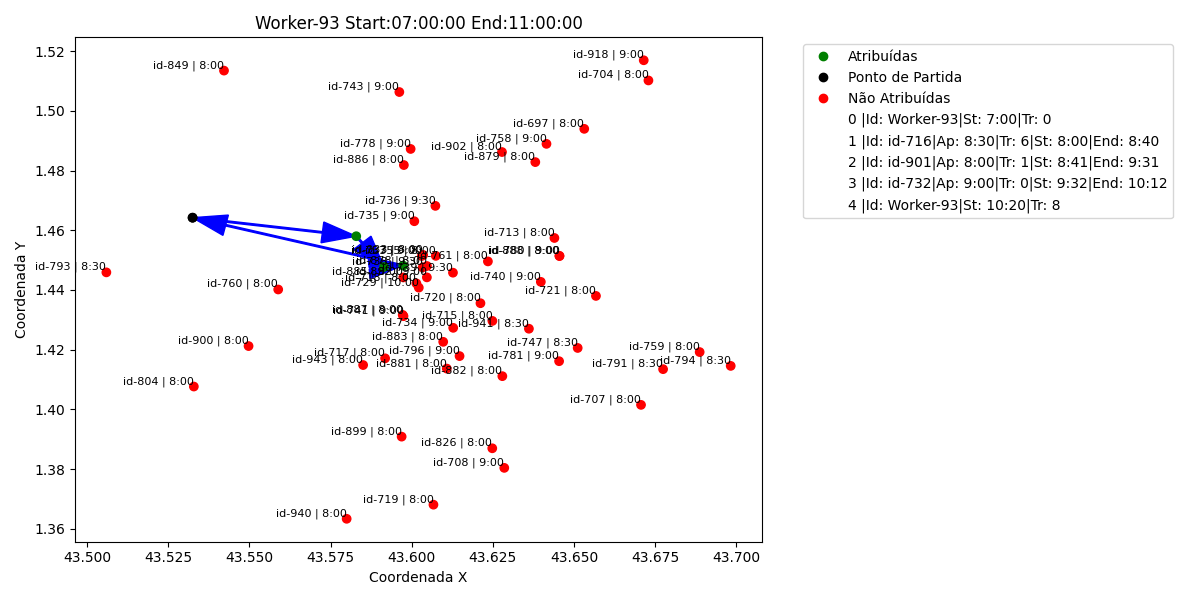 Worker-93 Start:07:00:00 End:11:00:00
Coordenada Y
1.52
1.50
1.48
1.46
1.44
1.42
1.40
1.38
1.36
id-918 | 9:00
id-849 | 8:00
id-704 | 8:00
id-743 | 9:00
id-697 | 8:00
id-758 | 9:00
id-778 | 9:00
id-902 | 8:00
id-886 | 8:00
id-879 | 8:00
id-736 | 9:30
id-735 | 9:00
id-713 | 8:00
id-761 | 8:00
id-793 | 8:30
id-740 | 9:00
id-760 | 8:00
id-729 | 10:00
id-721 | 8:00
id-720 | 8:00
id-741 | 8:00
id-715 | 8:00
id-734 | 9:00
id-941 | 8:30
id-883 | 8:00
id-900 | 8:00
id-747 | 8:30
id-717 | 8:00
id-796 | 9:00
id-759 | 8:00
id-943 | 8:00
id-881 | 8:00
id-781 | 9:00
id-791 | 8:30
id-794 | 8:30
id-882 | 8:00
id-804 | 8:00
id-707 | 8:00
id-899 | 8:00
id-826 | 8:00
id-708 | 9:00
id-719 | 8:00
id-940 | 8:00
43.500
43.525
43.550
43.575
43.600
43.625
43.650
43.675
43.700
Coordenada X
Atribuídas
Ponto de Partida
Não Atribuídas
0 |Id: Worker-93|St: 7:00|Tr: 0
1 |Id: id-716|Ap: 8:30|Tr: 6|St: 8:00|End: 8:40
2 |Id: id-901|Ap: 8:00|Tr: 1|St: 8:41|End: 9:31
3 |Id: id-732|Ap: 9:00|Tr: 0|St: 9:32|End: 10:12
4 |Id: Worker-93|St: 10:20|Tr: 8